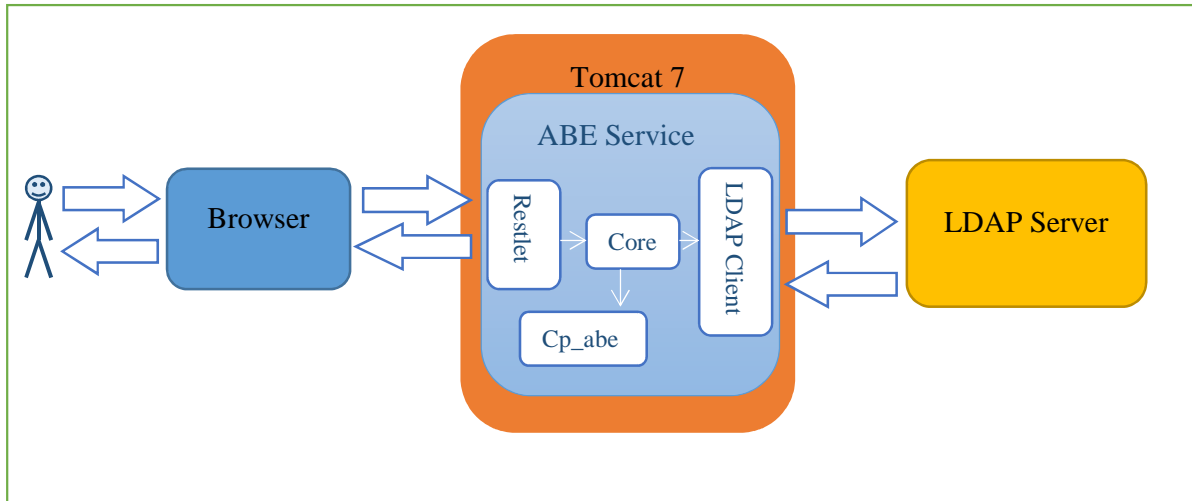 Tomcat 7
ABE Service
Browser
Restlet
Core
LDAP Client
Cp_abe
LDAP Server